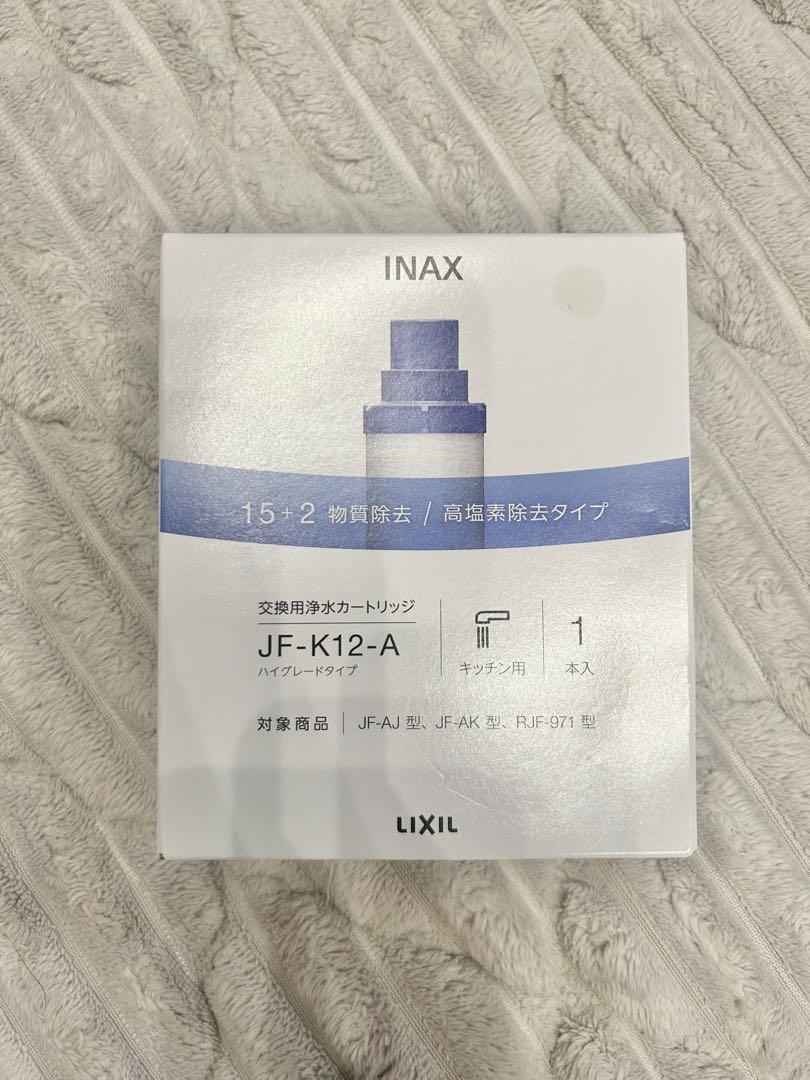 INAX
15+2 物質除去 / 高塩素除去タイプ
交換用浄水カートリッジ
JF-K12-A
ハイグレードタイプ
キッチン用
1
本入
対象商品 JF-AJ 型、JF-AK 型、RJF-971 型
LIXIL